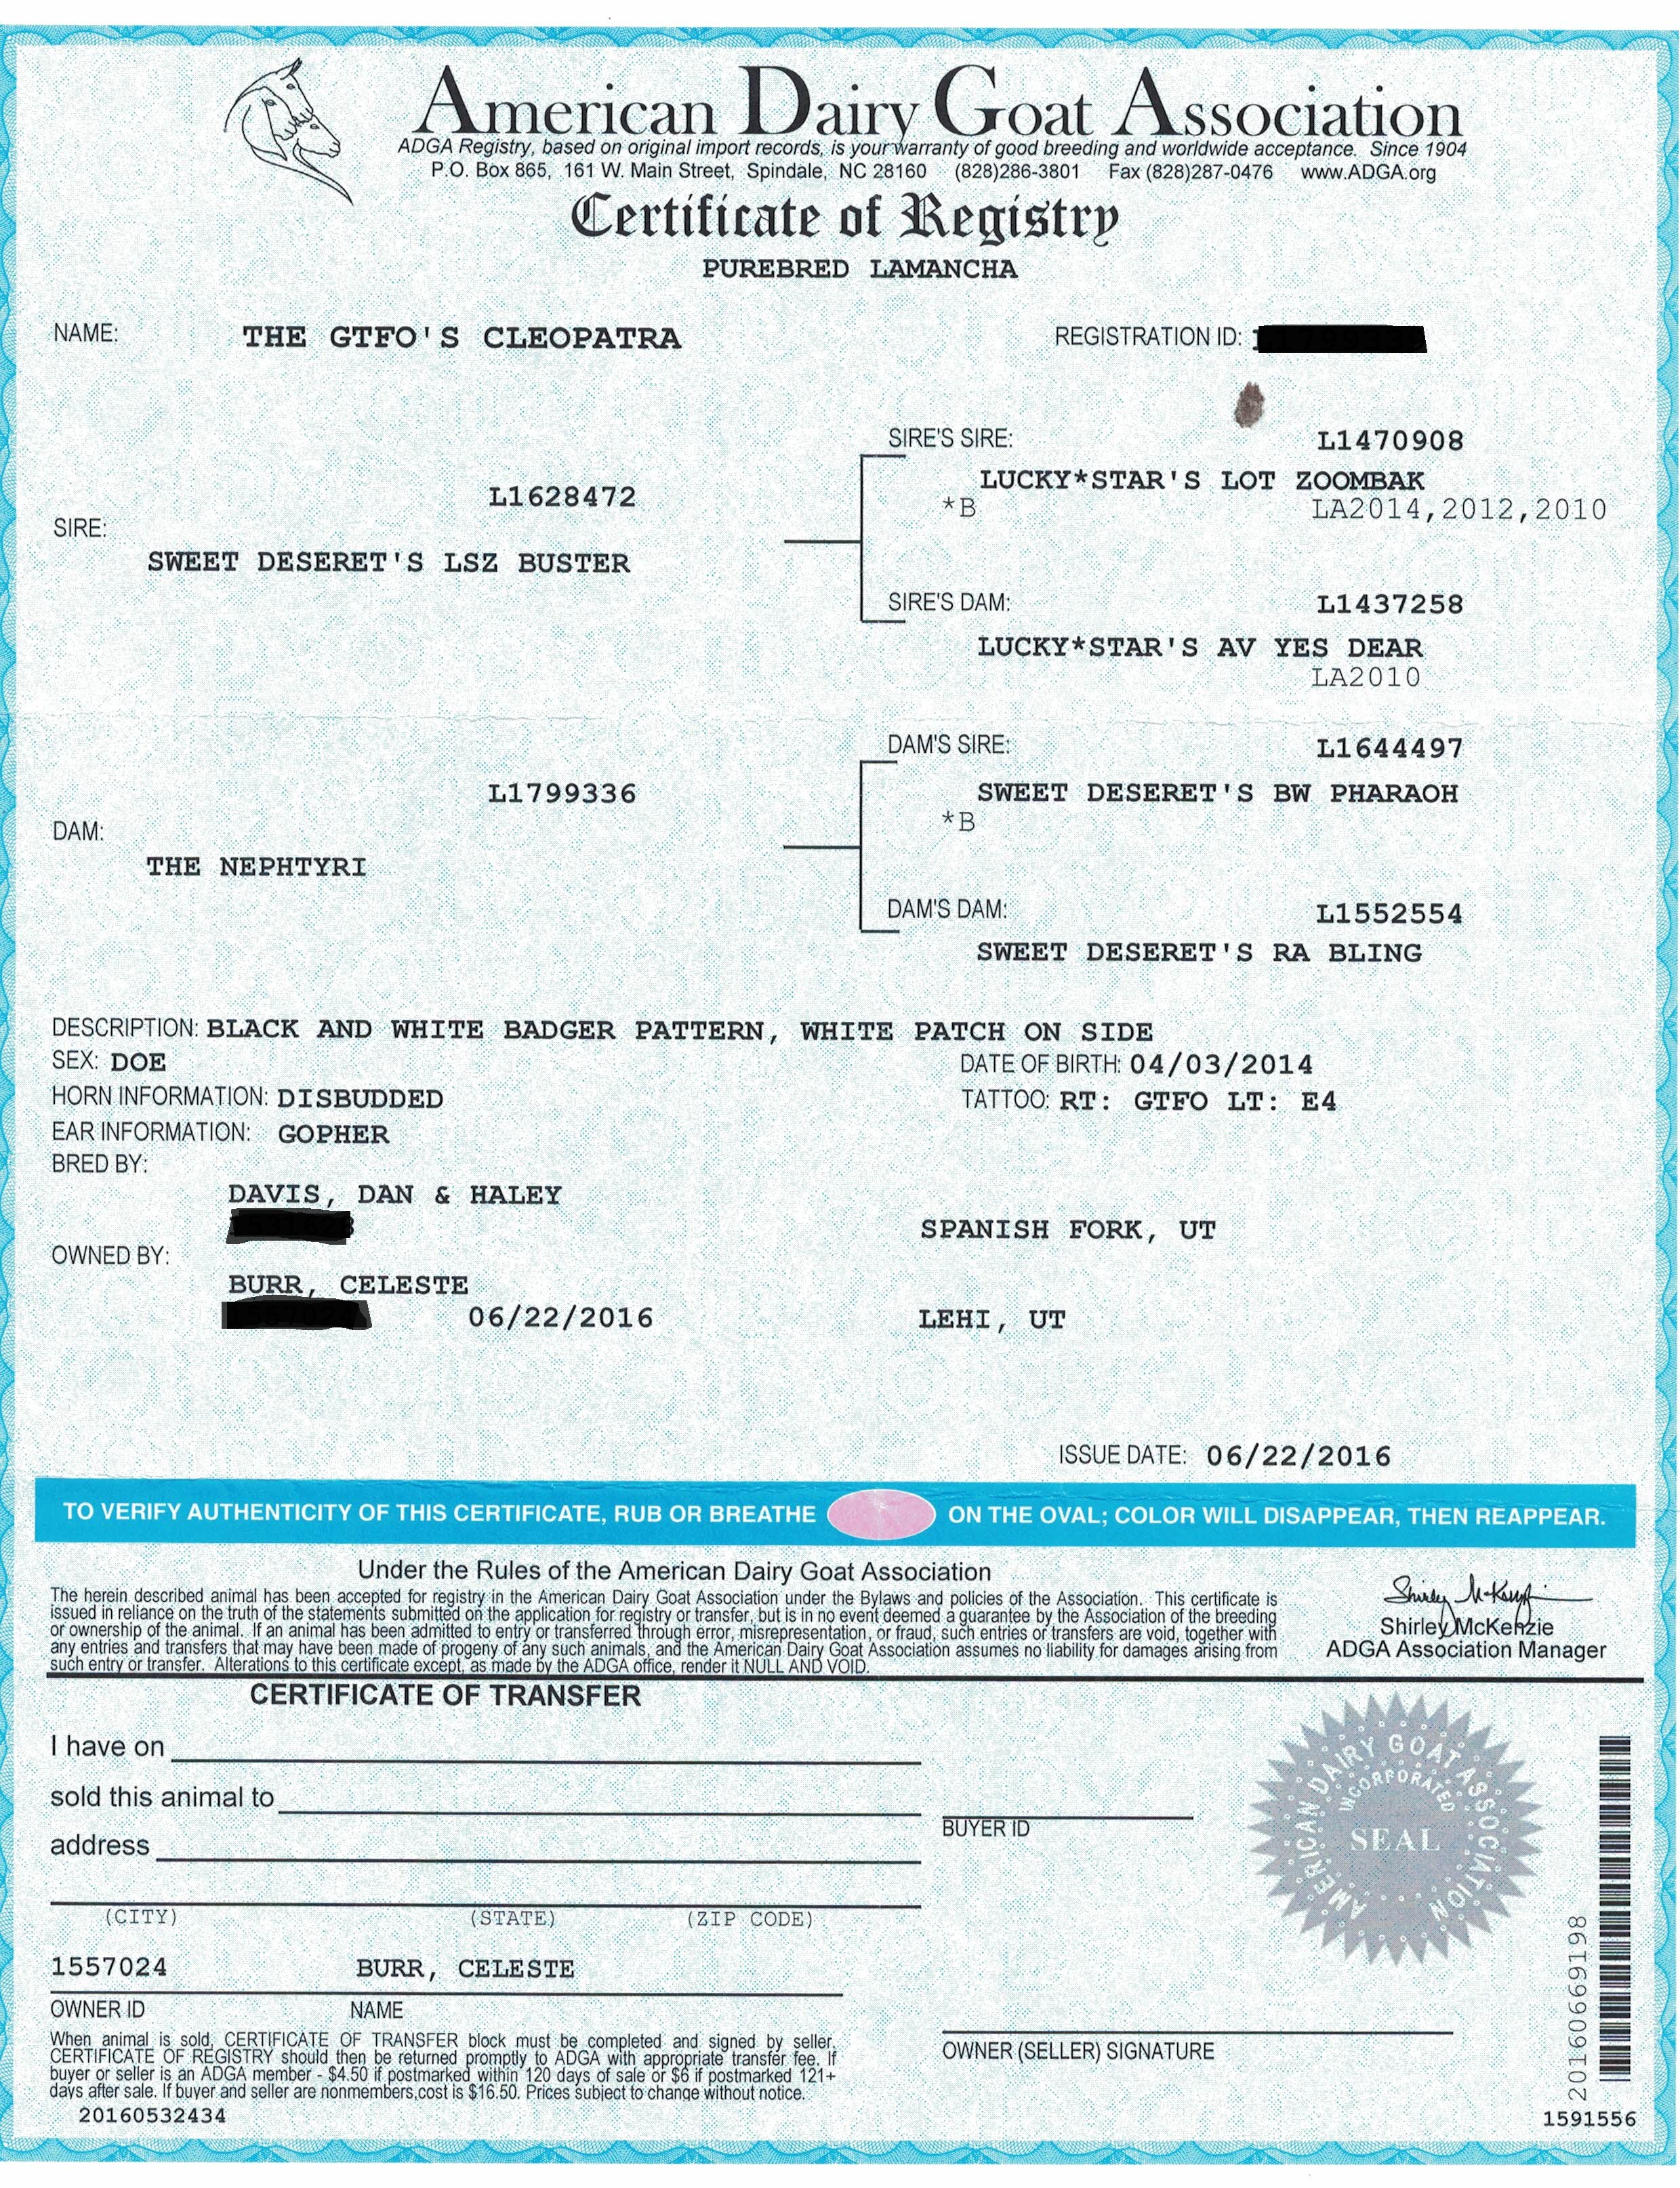 American Dairy Goat Association
ADGA Registry, based on original import records, is your warranty of good breeding and worldwide acceptance. Since 1904
P.O. Box 865, 161 W. Main Street, Spindale, NC 28160 (828)286-3801 Fax (828)287-0476 www.ADGA.org
Certificate of Registry
PUREBRED LAMANCHA
NAME: THE GTFO'S CLEOPATRA REGISTRATION ID:
SIRE'S SIRE: L1470908
LUCKY*STAR'S LOT ZOOMBAK
*B LA2014,2012,2010
L1628472
SIRE:
SWEET DESERET'S LSZ BUSTER
SIRE'S DAM: L1437258
LUCKY*STAR'S AV YES DEAR
LA2010
DAM'S SIRE: L1644497
SWEET DESERET'S BW PHARAOH
*B
L1799336
DAM:
THE NEPHTYRI
DAM'S DAM: L1552554
SWEET DESERET'S RA BLING
DESCRIPTION: BLACK AND WHITE BADGER PATTERN, WHITE PATCH ON SIDE
SEX: DOE DATE OF BIRTH: 04/03/2014
HORN INFORMATION: DISBUDDED TATTOO: RT: GTFO LT: E4
EAR INFORMATION: GOPHER
BRED BY:
DAVIS, DAN & HALEY
SPANISH FORK, UT
OWNED BY:
BURR, CELESTE
06/22/2016 LEHI, UT
ISSUE DATE: 06/22/2016
TO VERIFY AUTHENTICITY OF THIS CERTIFICATE, RUB OR BREATHE ON THE OVAL; COLOR WILL DISAPPEAR, THEN REAPPEAR.
Under the Rules of the American Dairy Goat Association
The herein described animal has been accepted for registry in the American Dairy Goat Association under the Bylaws and policies of the Association. This certificate is
issued in reliance on the truth of the statements submitted on the application for registry or transfer, but is in no event deemed a guarantee by the Association of the breeding
or ownership of the animal. If an animal has been admitted to entry or transferred through error, misrepresentation, or fraud, such entries or transfers are void, together with
any entries and transfers that may have been made of progeny of any such animals, and the American Dairy Goat Association assumes no liability for damages arising from
such entry or transfer. Alterations to this certificate except, as made by the ADGA office, render it NULL AND VOID.
Shirley McKenzie
Shirley McKenzie
ADGA Association Manager
CERTIFICATE OF TRANSFER
I have on
sold this animal to
BUYER ID
address
(CITY) (STATE) (ZIP CODE)
1557024 BURR, CELESTE
OWNER ID NAME
When animal is sold, CERTIFICATE OF TRANSFER block must be completed and signed by seller.
CERTIFICATE OF REGISTRY should then be returned promptly to ADGA with appropriate transfer fee. If
buyer or seller is an ADGA member - $4.50 if postmarked within 120 days of sale or $6 if postmarked 121+
days after sale. If buyer and seller are nonmembers,cost is $16.50. Prices subject to change without notice.
20160532434
OWNER (SELLER) SIGNATURE
AMERICAN DAIRY GOAT ASSOCIATION
INCORPORATED
SEAL
20160669198
1591556